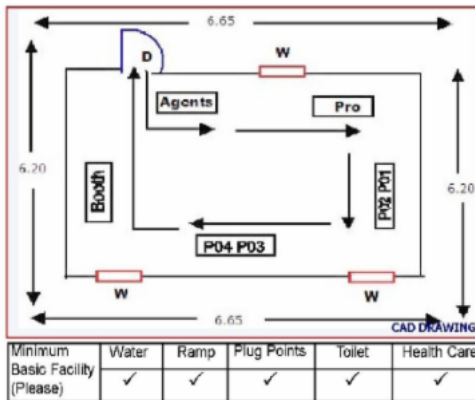 6.65
D
W
Agents
Pro
6.20
Booth
P02 P01
6.20
P04 P03
W
W
6.65
CAD DRAWING
Minimum Basic Facility (Please) Water Ramp Plug Points Toilet Health Care
✓ ✓ ✓ ✓ ✓